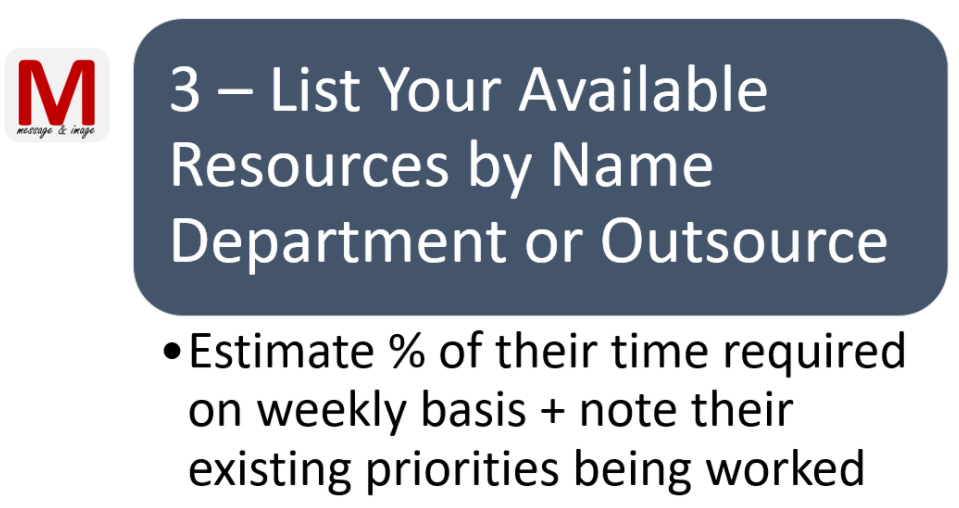 M
message & image
3 – List Your Available
Resources by Name
Department or Outsource
•Estimate % of their time required
on weekly basis + note their
existing priorities being worked